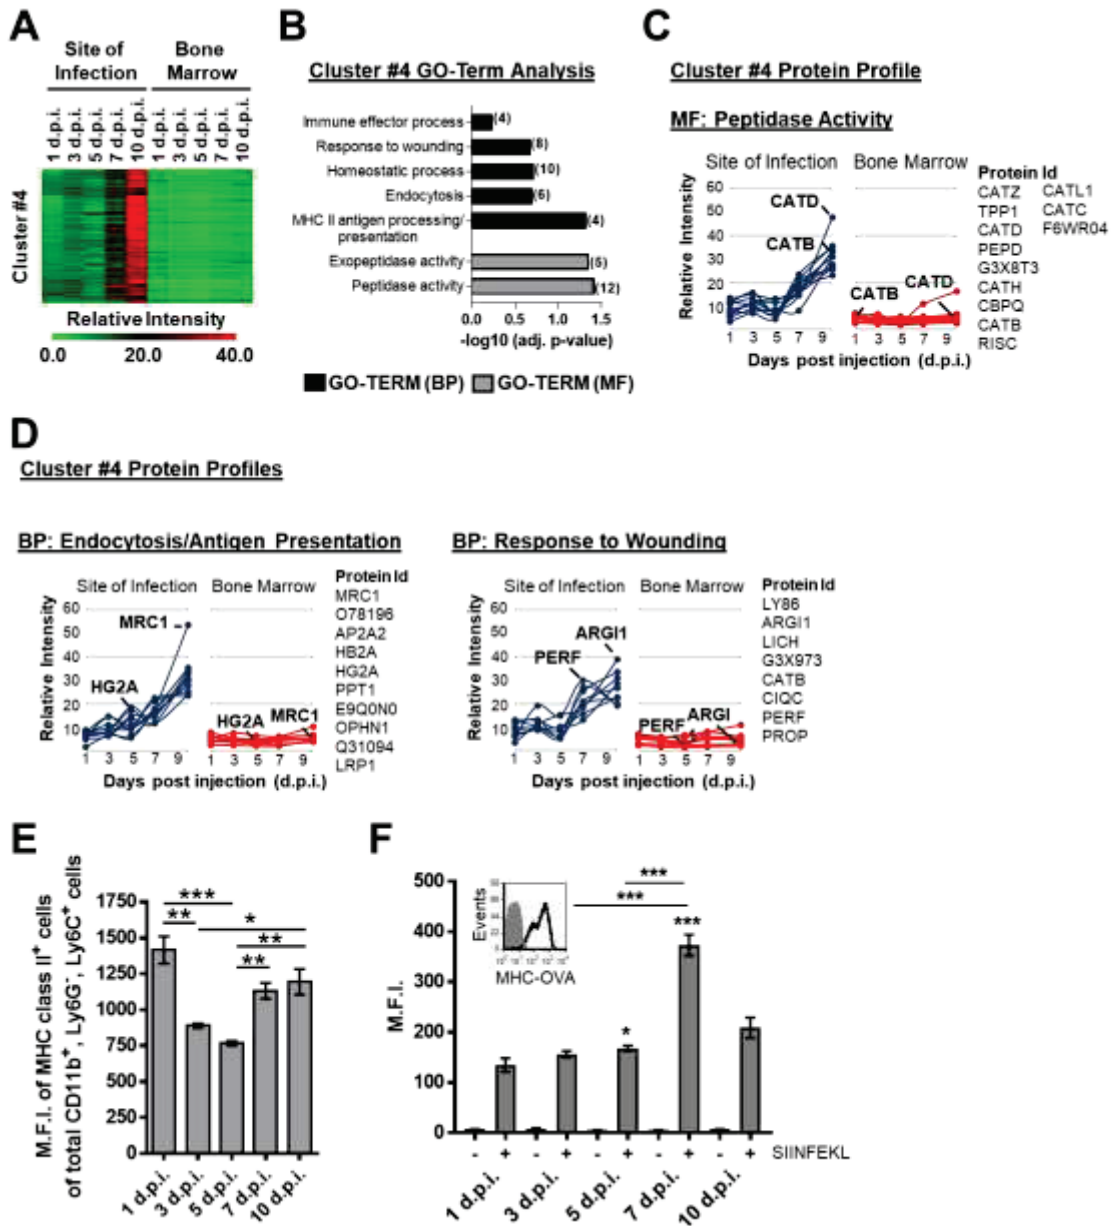 A
Site of Infection
Bone Marrow
1 d.p.i.
3 d.p.i.
5 d.p.i.
7 d.p.i.
10 d.p.i.
1 d.p.i.
3 d.p.i.
5 d.p.i.
7 d.p.i.
10 d.p.i.
Cluster #4
Relative Intensity
0.0 20.0 40.0
B
Cluster #4 GO-Term Analysis
Immune effector process (4)
Response to wounding (8)
Homeostatic process (10)
Endocytosis (6)
MHC II antigen processing/
presentation (4)
Exopeptidase activity (5)
Peptidase activity (12)
0.0 0.5 1.0 1.5
-log10 (adj. p-value)
GO-TERM (BP) GO-TERM (MF)
C
Cluster #4 Protein Profile
MF: Peptidase Activity
Site of Infection Bone Marrow
Relative Intensity
60
50
40
30
20
10
CATD
CATB
CATB
CATD
1 3 5 7 9 1 3 5 7 9
Days post injection (d.p.i.)
Protein Id
CATZ CATL1
TPP1 CATC
CATD F6WR04
PEPD
G3X8T3
CATH
CBPQ
CATB
RISC
D
Cluster #4 Protein Profiles
BP: Endocytosis/Antigen Presentation
Site of Infection Bone Marrow
Relative Intensity
60
50
40
30
20
10
MRC1
HG2A
HG2A
MRC1
1 3 5 7 9 1 3 5 7 9
Days post injection (d.p.i.)
Protein Id
MRC1
O78196
AP2A2
HB2A
HG2A
PPT1
E9Q0N0
OPHN1
Q31094
LRP1
BP: Response to Wounding
Site of Infection Bone Marrow
Relative Intensity
60
50
40
30
20
10
ARGI1
PERF
PERF
ARGI
1 3 5 7 9 1 3 5 7 9
Days post injection (d.p.i.)
Protein Id
LY86
ARGI1
LICH
G3X973
CATB
CIQC
PERF
PROP
E
M.F.I. of MHC class II+ cells
of total CD11b+, Ly6G-, Ly6C+ cells
1750
1500
1250
1000
750
500
250
0
***
**
*
**
**
1 d.p.i.
3 d.p.i.
5 d.p.i.
7 d.p.i.
10 d.p.i.
F
M.F.I.
500
400
300
200
100
0
Events
MHC-OVA
***
***
***
*
- + - + - + - + - + SIINFEKL
1 d.p.i.
3 d.p.i.
5 d.p.i.
7 d.p.i.
10 d.p.i.